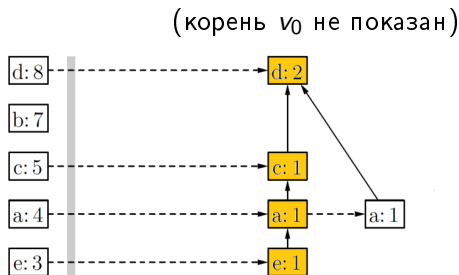 (корень v₀ не показан)
d: 8 d: 2
b: 7
c: 5 c: 1
a: 4 a: 1 a: 1
e: 3 e: 1